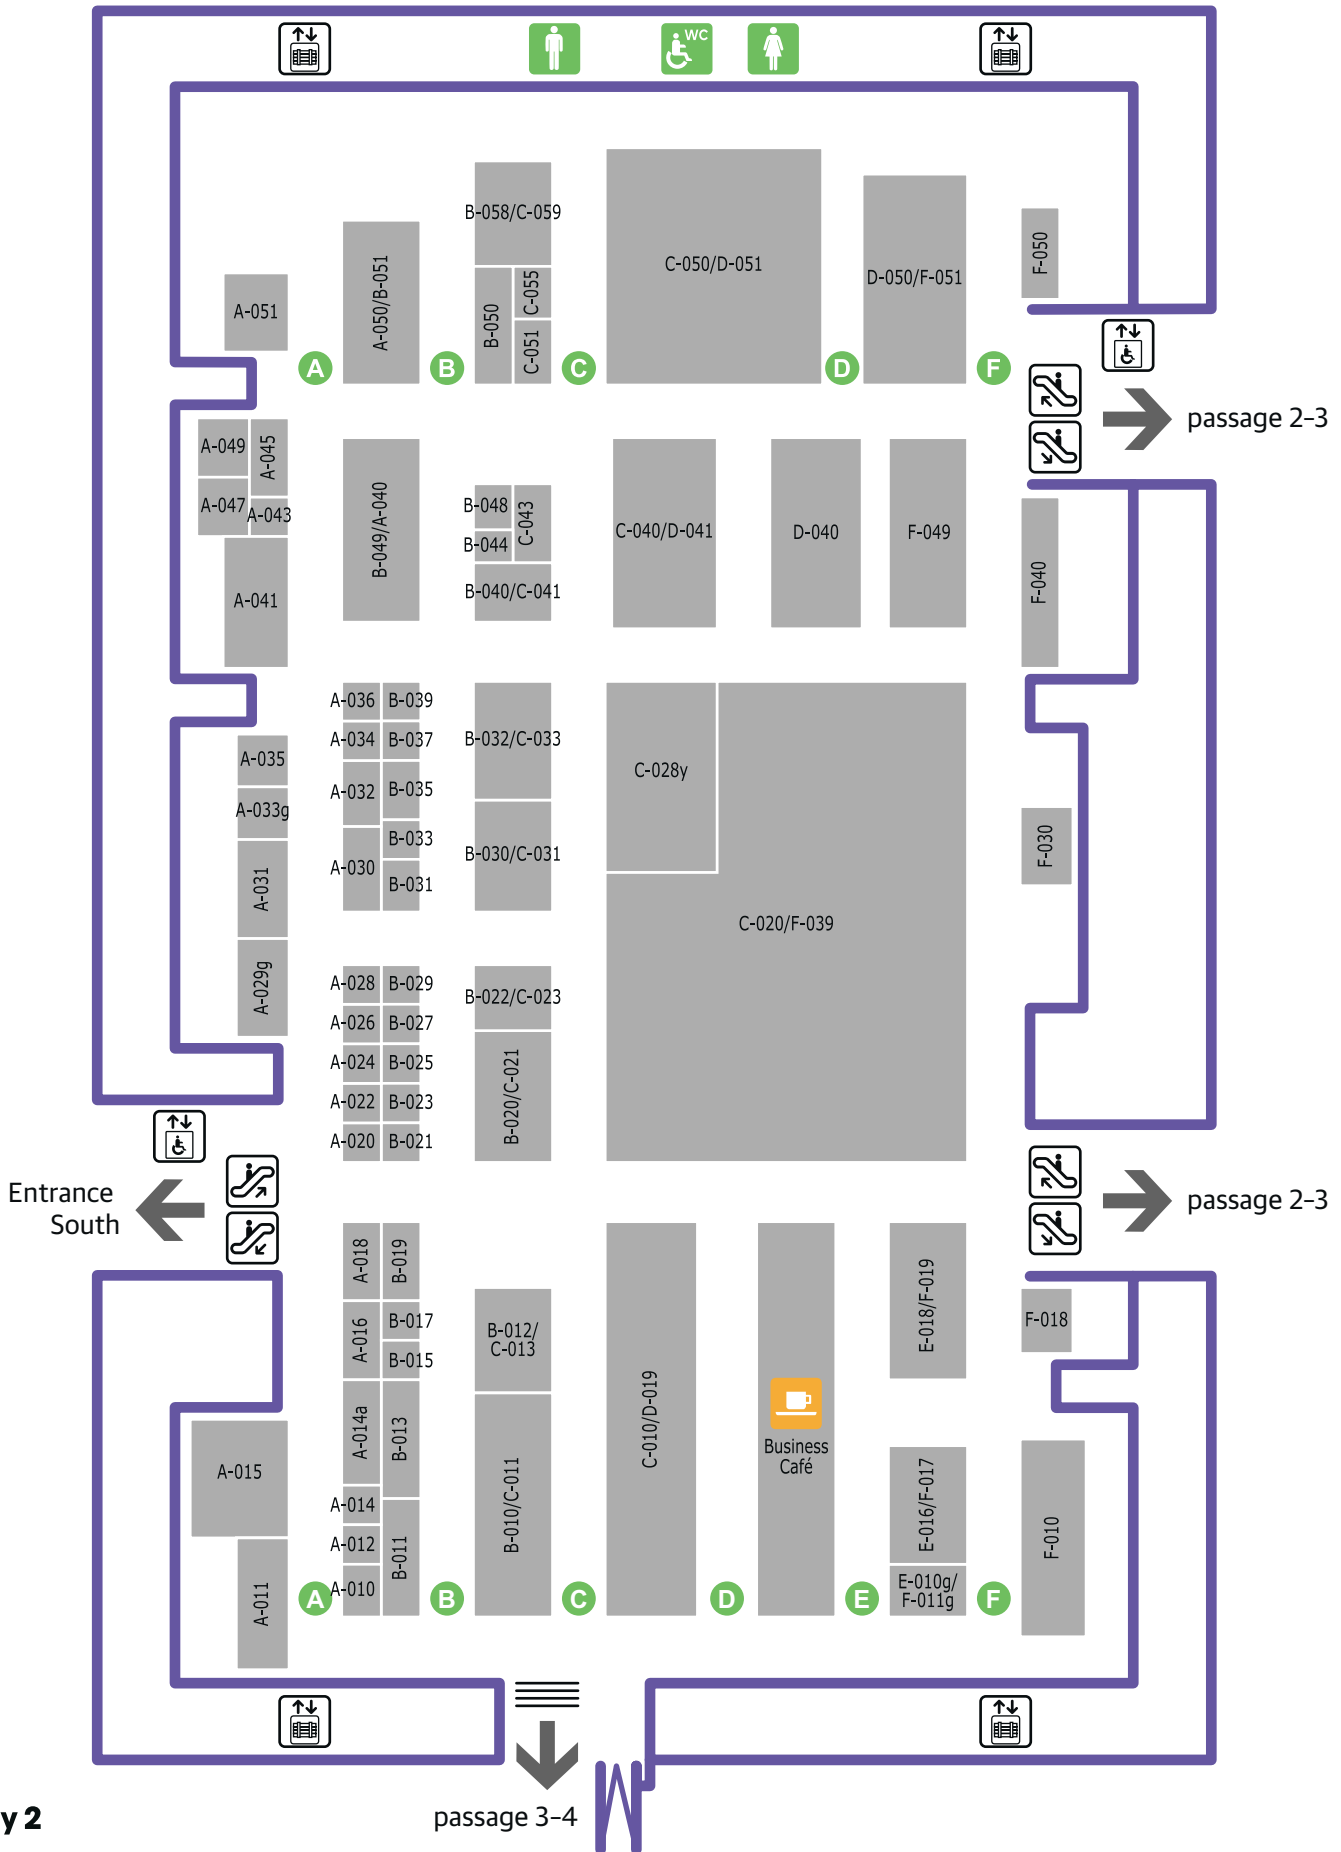 WC
B-058/C-059
C-050/D-051
D-050/F-051
F-050
A-050/B-051
A-051
B-050
C-055
C-051
A
B
C
D
F
passage 2-3
A-049
A-045
A-047
A-043
A-041
B-049/A-040
B-048
C-043
B-044
B-040/C-041
C-040/D-041
D-040
F-049
F-040
A-036
B-039
A-034
B-037
A-032
B-035
B-033
A-030
B-031
B-032/C-033
B-030/C-031
C-028y
C-020/F-039
F-030
A-035
A-033g
A-031
A-029g
A-028
B-029
A-026
B-027
A-024
B-025
A-022
B-023
A-020
B-021
B-022/C-023
B-020/C-021
Entrance
South
passage 2-3
A-018
B-019
A-016
B-017
B-015
A-014a
B-013
A-014
A-012
B-011
A-010
B-012/
C-013
B-010/C-011
C-010/D-019
Business
Café
E-018/F-019
E-016/F-017
E-010g/
F-011g
F-018
F-010
A-015
A-011
A
B
C
D
E
F
passage 3-4
y 2